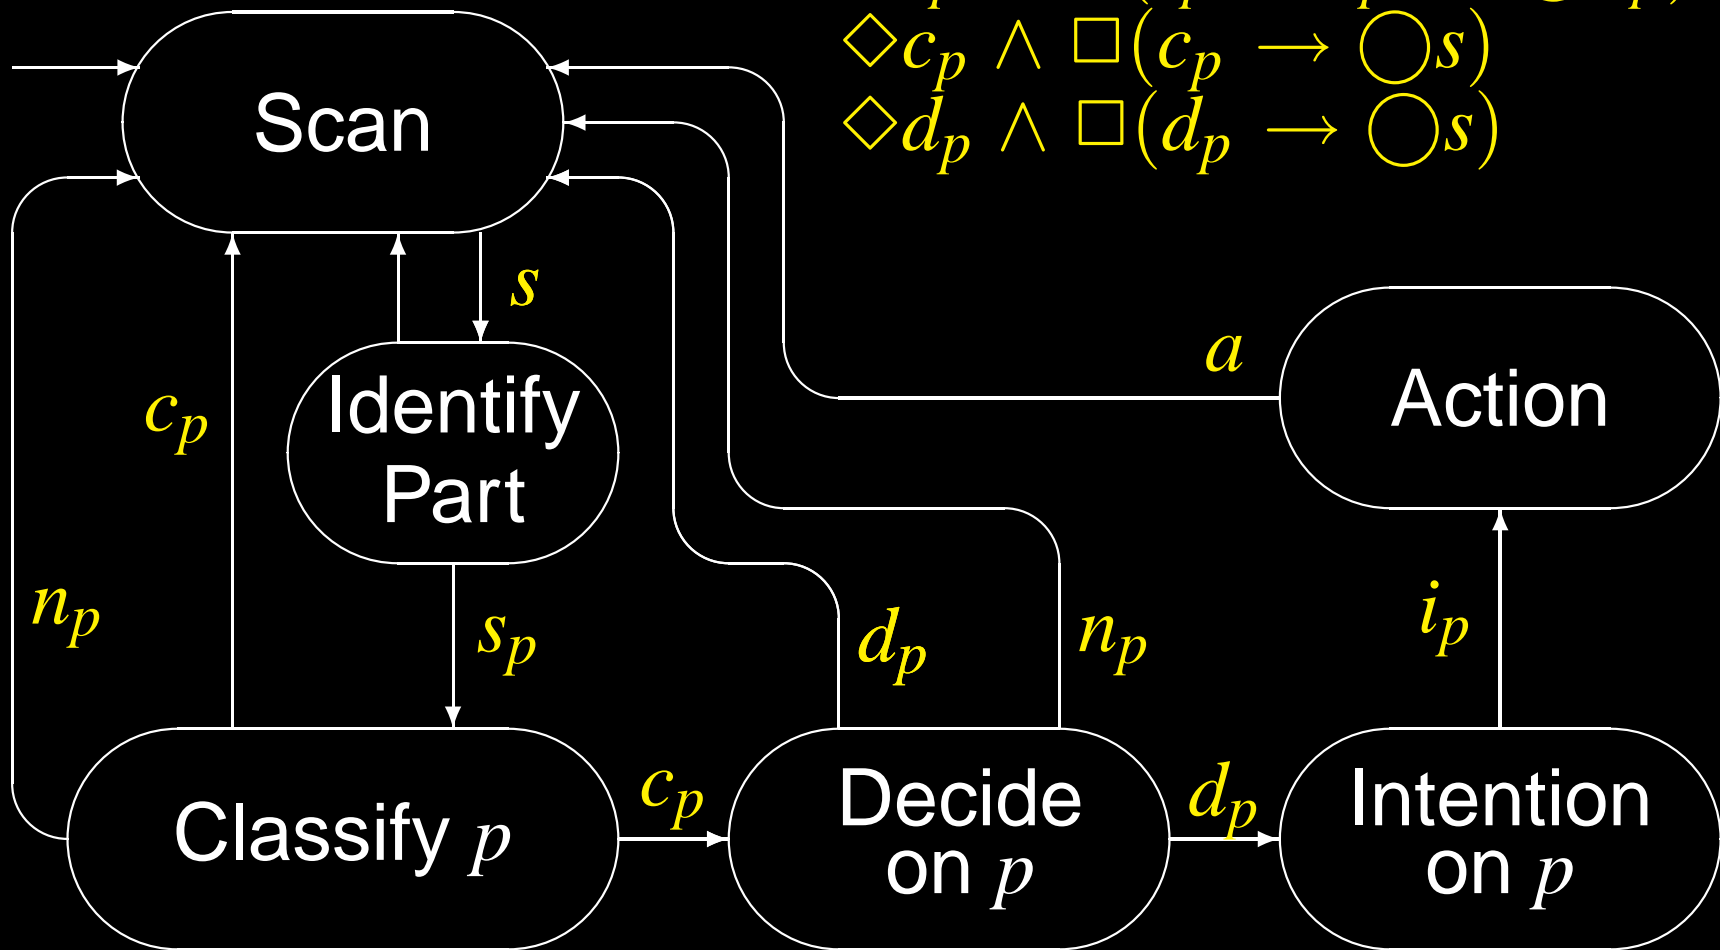 ◇c_p ∧ □(c_p → ◯s)
◇d_p ∧ □(d_p → ◯s)
Scan
s
a
Action
c_p
Identify
Part
n_p
s_p
d_p
n_p
i_p
Classify p
c_p
Decide
on p
d_p
Intention
on p